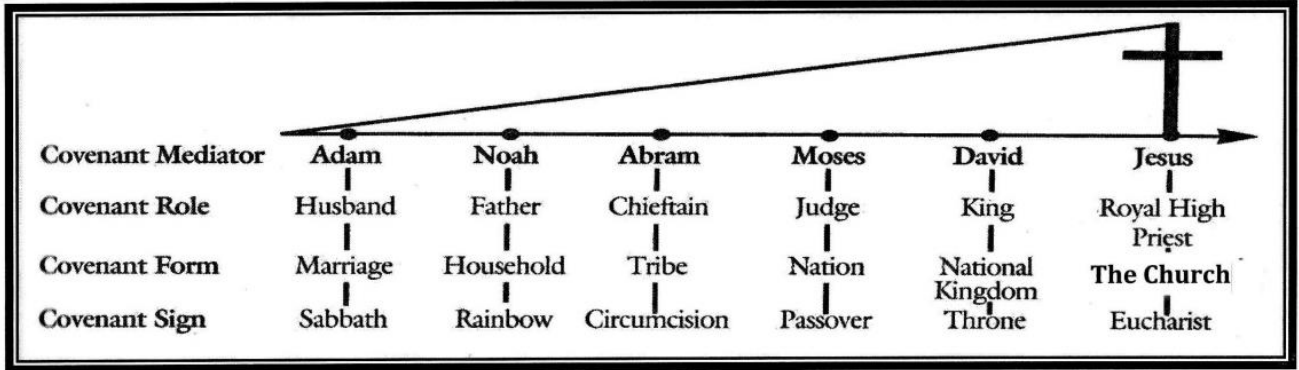 Covenant Mediator Adam Noah Abram Moses David Jesus
Covenant Role Husband Father Chieftain Judge King Royal High
Priest
Covenant Form Marriage Household Tribe Nation National The Church
Kingdom
Covenant Sign Sabbath Rainbow Circumcision Passover Throne Eucharist